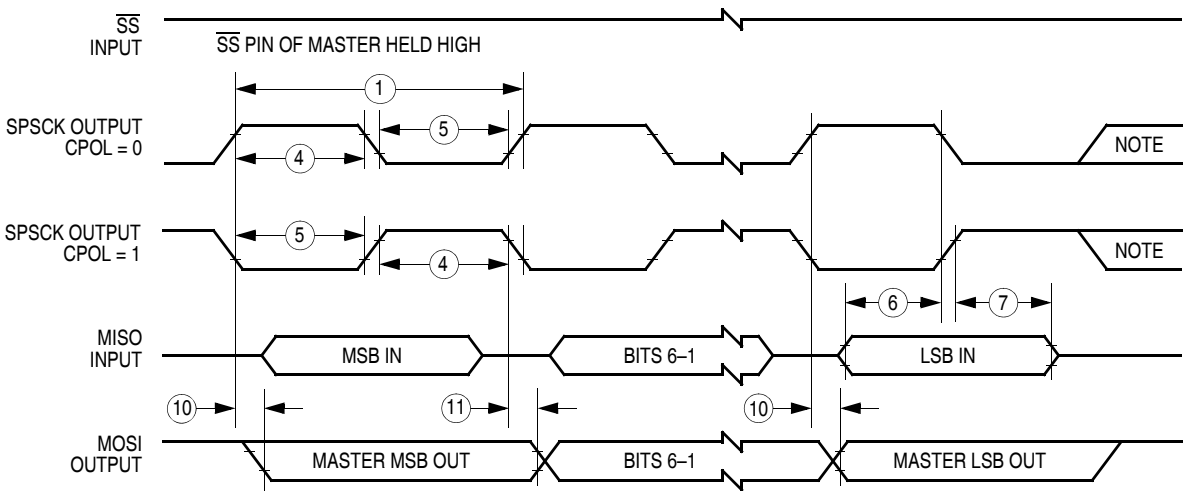 SS
INPUT
SS PIN OF MASTER HELD HIGH
1
SPSCK OUTPUT
CPOL = 0
5
4
NOTE
SPSCK OUTPUT
CPOL = 1
5
4
NOTE
6
7
MISO
INPUT
MSB IN
BITS 6–1
LSB IN
10
11
10
MOSI
OUTPUT
MASTER MSB OUT
BITS 6–1
MASTER LSB OUT